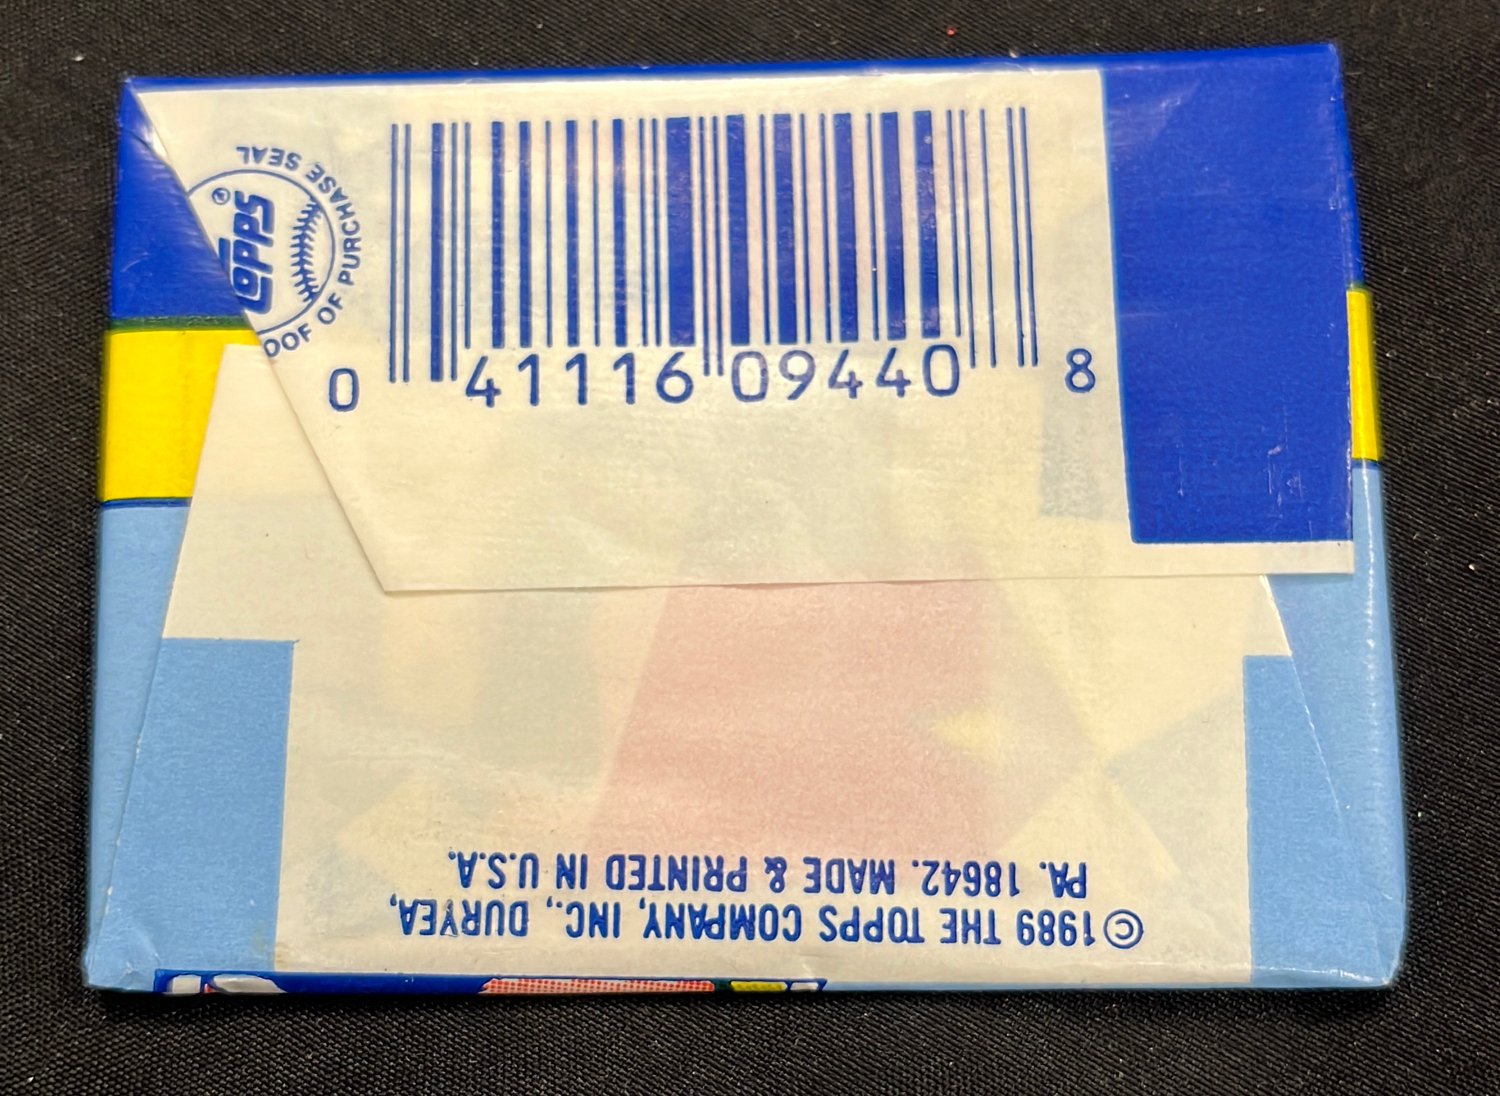 TOPPS®
OF PURCHASE SEAL
0 41116 09440 8
©1989 THE TOPPS COMPANY, INC., DURYEA,
PA. 18642. MADE & PRINTED IN U.S.A.